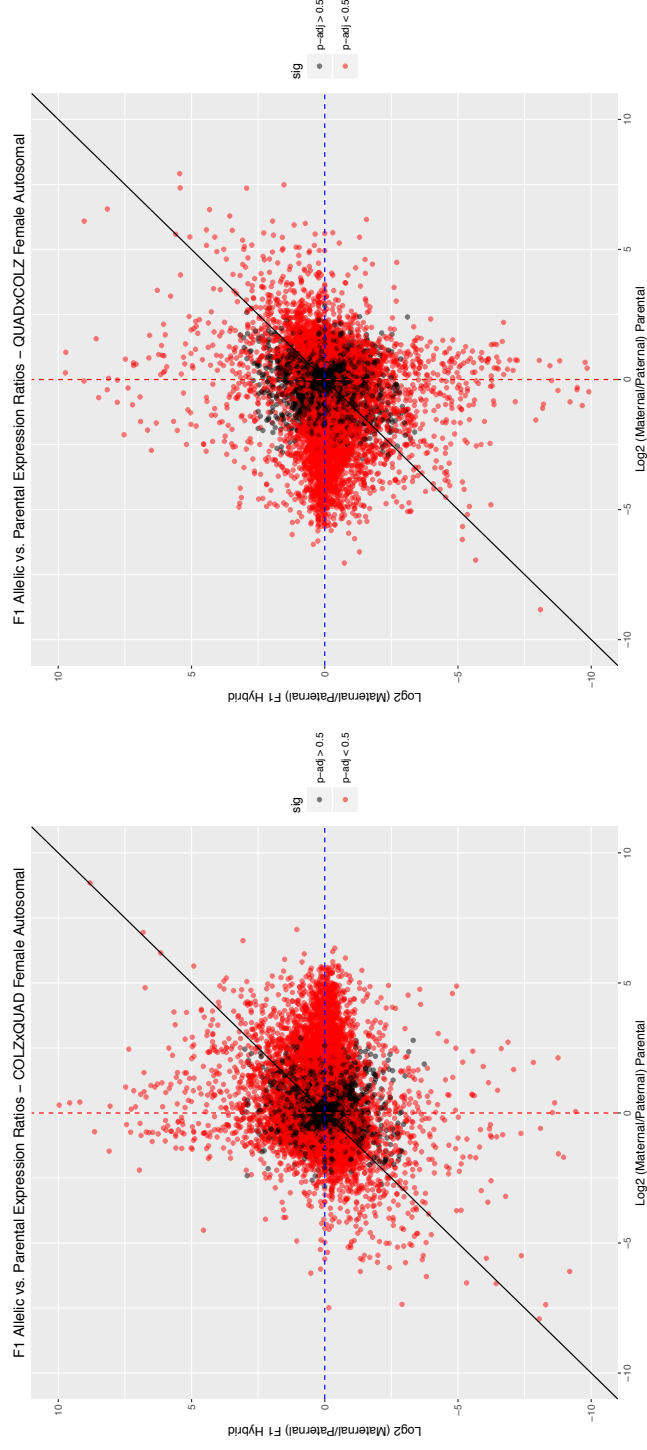 F1 Allelic vs. Parental Expression Ratios − COLZxQUAD Female Autosomal
Log2 (Maternal/Paternal) F1 Hybrid
10
5
0
−5
−10
−10
−5
0
5
10
Log2 (Maternal/Paternal) Parental
sig
p−adj > 0.5
p−adj < 0.5
F1 Allelic vs. Parental Expression Ratios − QUADxCOLZ Female Autosomal
Log2 (Maternal/Paternal) F1 Hybrid
10
5
0
−5
−10
−10
−5
0
5
10
Log2 (Maternal/Paternal) Parental
sig
p−adj > 0.5
p−adj < 0.5